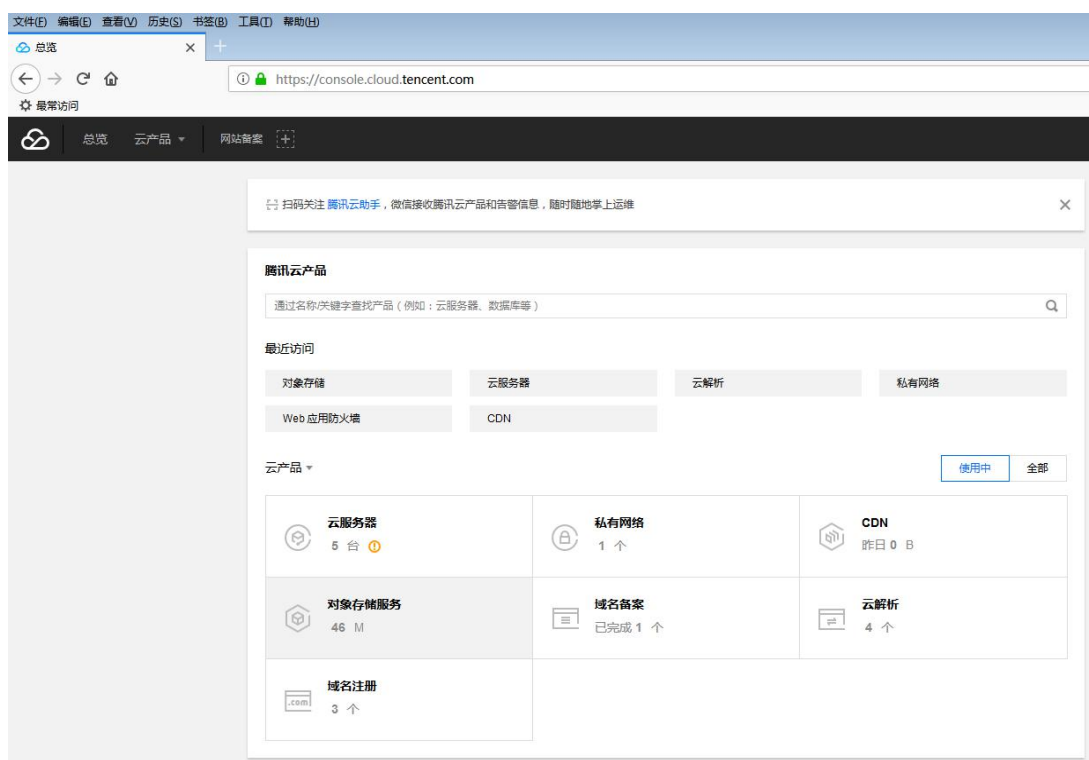 文件(F) 编辑(E) 查看(V) 历史(S) 书签(B) 工具(T) 帮助(H)
总览
https://console.cloud.tencent.com
最常访问
总览 云产品 网站备案
扫码关注 腾讯云助手，微信接收腾讯云产品和告警信息，随时随地掌上运维
腾讯云产品
通过名称/关键字查找产品（例如：云服务器、数据库等）
最近访问
对象存储 云服务器 云解析 私有网络
Web 应用防火墙 CDN
云产品 使用中 全部
云服务器 私有网络 CDN
5 台 1 个 昨日 0 B
对象存储服务 域名备案 云解析
46 M 已完成 1 个 4 个
域名注册
.com 3 个